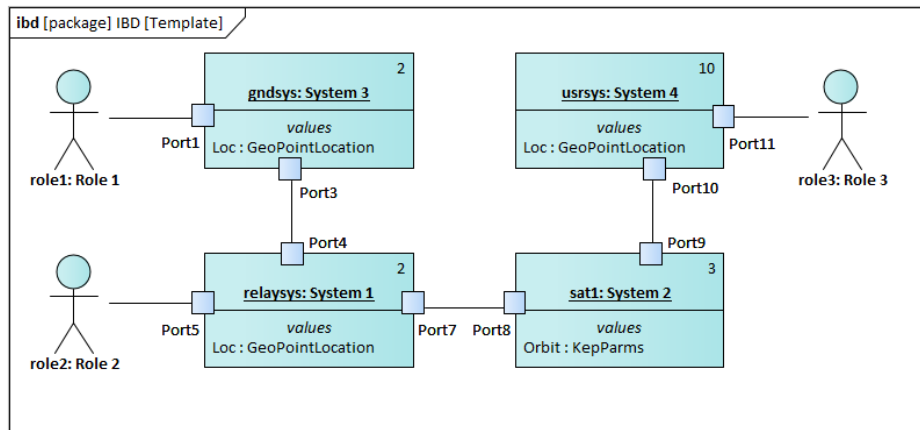 ibd [package] IBD [Template]
2
gndsys: System 3
values
Loc : GeoPointLocation
Port1
Port3
role1: Role 1
10
usrsys: System 4
values
Loc : GeoPointLocation
Port11
Port10
role3: Role 3
Port4
2
relaysys: System 1
values
Loc : GeoPointLocation
Port5
Port7
role2: Role 2
Port9
3
sat1: System 2
Port8
values
Orbit : KepParms